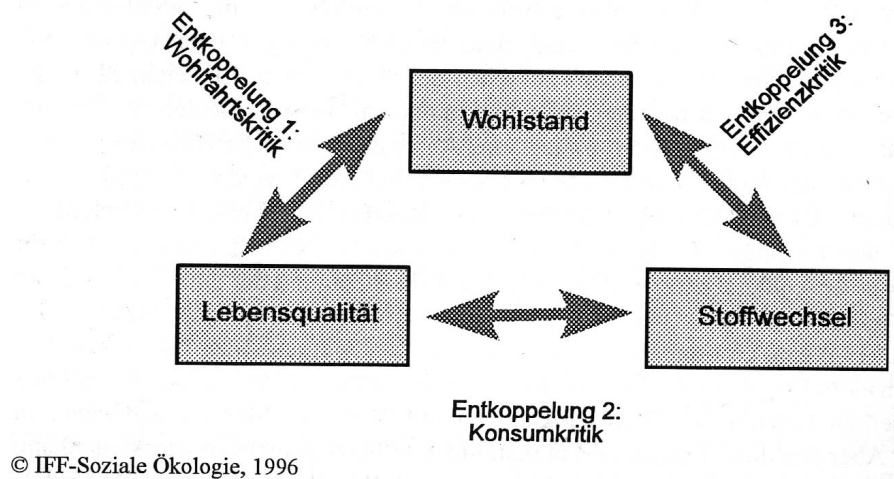 Entkoppelung 1:
Wohlfahrtskritik
Wohlstand
Entkoppelung 3:
Effizienzkritik
Lebensqualität
Stoffwechsel
Entkoppelung 2:
Konsumkritik
© IFF-Soziale Ökologie, 1996